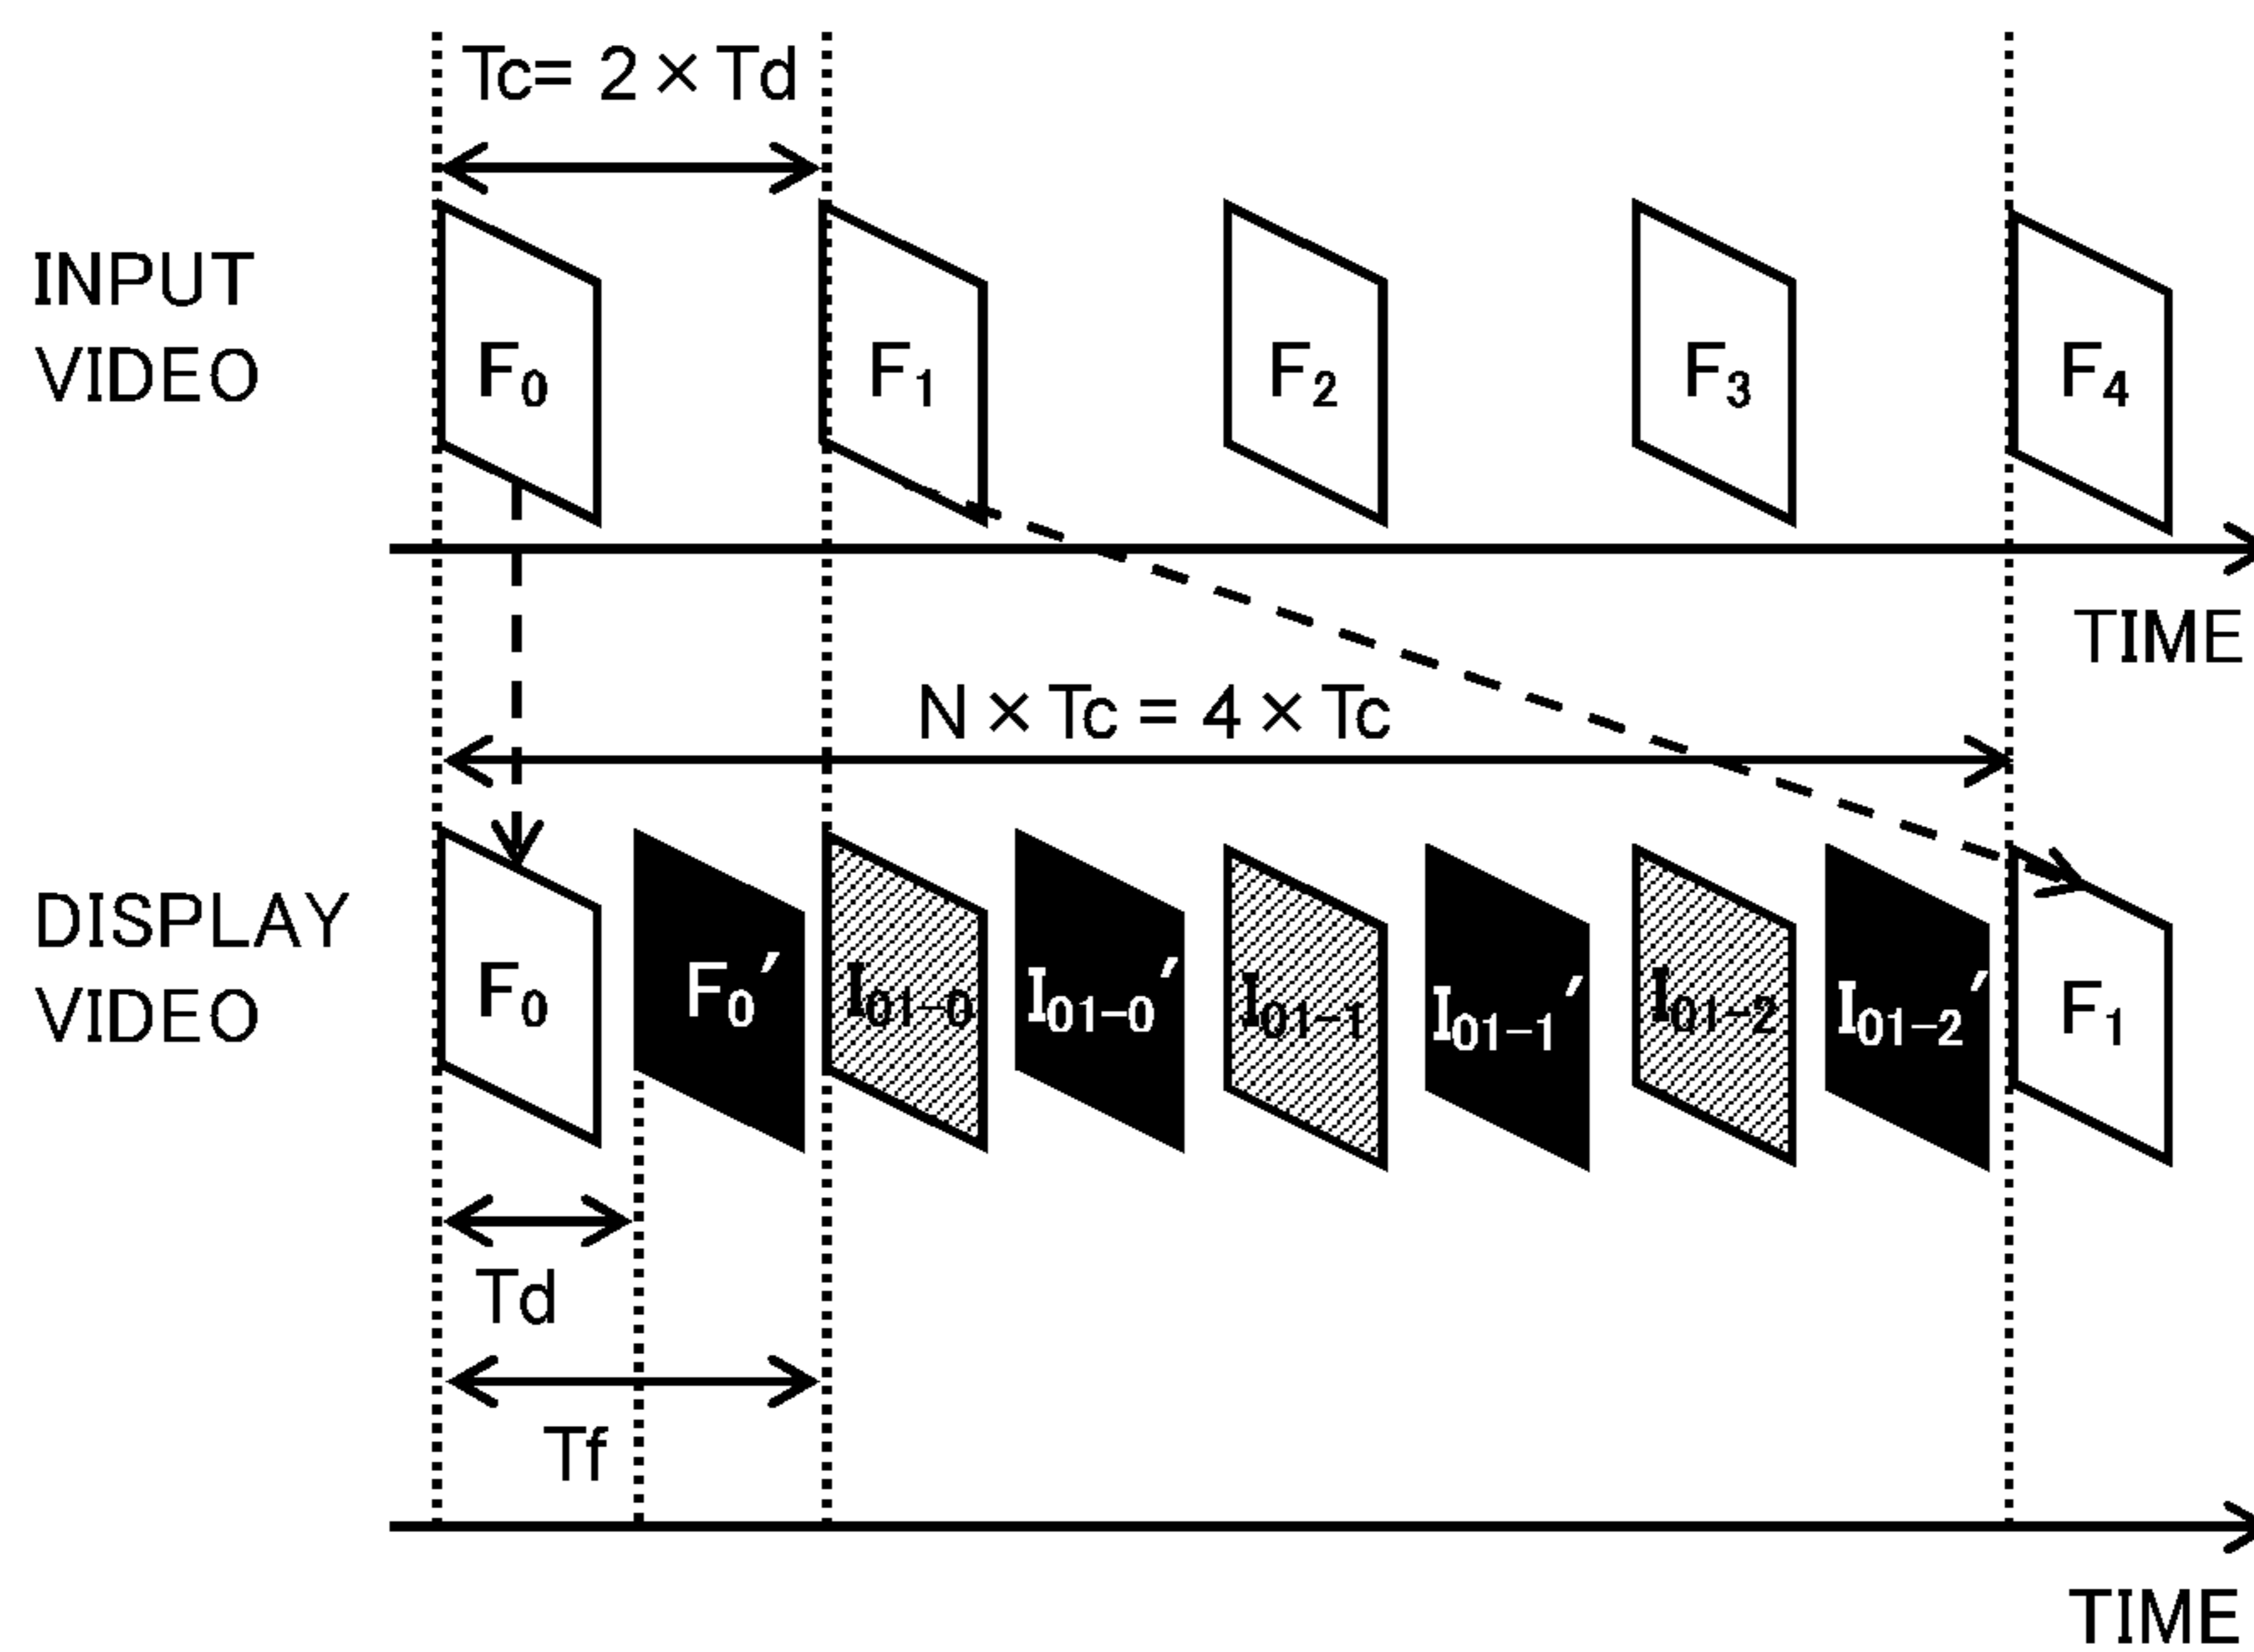 Tc= 2 × Td
INPUT
VIDEO
F₀
F₁
F₂
F₃
F₄
TIME
N × Tc = 4 × Tc
DISPLAY
VIDEO
F₀
F₀′
I₀₁₋₀
I₀₁₋₀′
I₀₁₋₁
I₀₁₋₁′
I₀₁₋₂
I₀₁₋₂′
F₁
Td
Tf
TIME